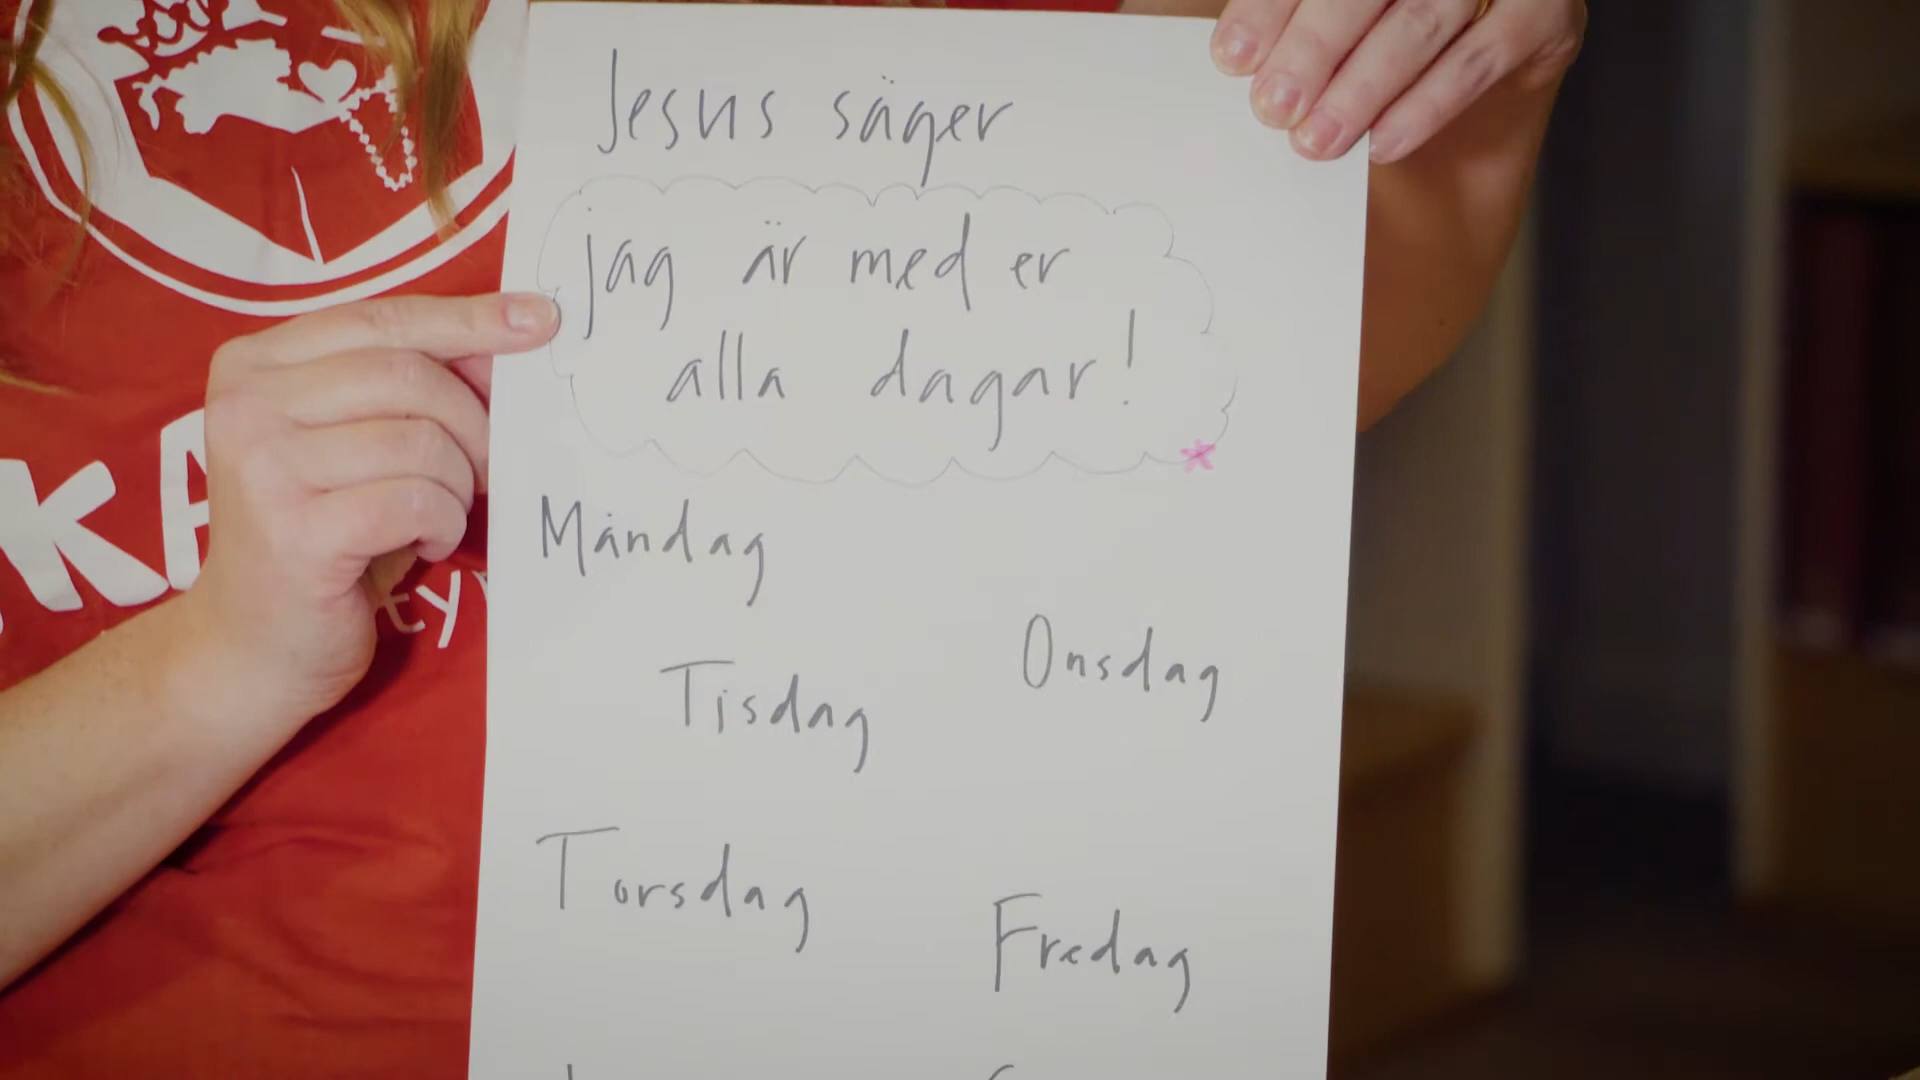 Jesus säger
jag är med er
alla dagar!
Måndag
Onsdag
Tisdag
Torsdag
Fredag